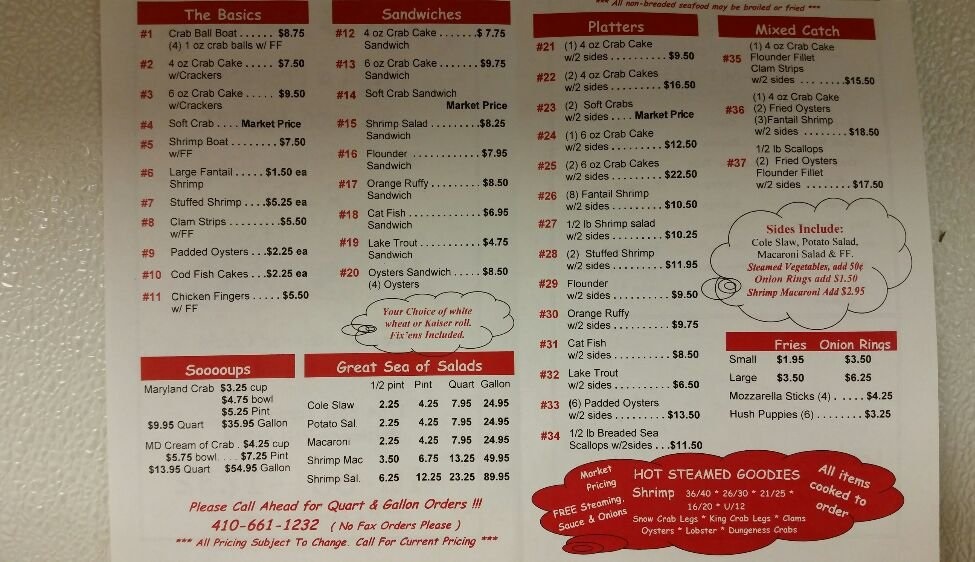 *** All non-breaded seafood may be broiled or fried ***
The Basics
#1 Crab Ball Boat . . . . . . $8.75
(4) 1 oz crab balls w/ FF
#2 4 oz Crab Cake . . . . . $7.50
w/Crackers
#3 6 oz Crab Cake . . . . . $9.50
w/Crackers
#4 Soft Crab . . . . Market Price
#5 Shrimp Boat . . . . . . . $7.50
w/FF
#6 Large Fantail . . . . . $1.50 ea
Shrimp
#7 Stuffed Shrimp . . . .$5.25 ea
#8 Clam Strips . . . . . . . $5.50
w/FF
#9 Padded Oysters . . .$2.25 ea
#10 Cod Fish Cakes . . .$2.25 ea
#11 Chicken Fingers . . . . . $5.50
w/ FF
Sandwiches
#12 4 oz Crab Cake . . . . . . .$ 7.75
Sandwich
#13 6 oz Crab Cake . . . . . . . $9.75
Sandwich
#14 Soft Crab Sandwich
Market Price
#15 Shrimp Salad . . . . . . . . $8.25
Sandwich
#16 Flounder . . . . . . . . . . . . $7.95
Sandwich
#17 Orange Ruffy . . . . . . . . $8.50
Sandwich
#18 Cat Fish . . . . . . . . . . . . $6.95
Sandwich
#19 Lake Trout . . . . . . . . . . $4.75
Sandwich
#20 Oysters Sandwich . . . . . $8.50
(4) Oysters
Your Choice of white
wheat or Kaiser roll.
Fix'ens Included.
Sooooups
Maryland Crab $3.25 cup
$4.75 bowl
$5.25 Pint
$9.95 Quart $35.95 Gallon
MD Cream of Crab . $4.25 cup
$5.75 bowl. . . . $7.25 Pint
$13.95 Quart $54.95 Gallon
Great Sea of Salads
1/2 pint Pint Quart Gallon
Cole Slaw 2.25 4.25 7.95 24.95
Potato Sal. 2.25 4.25 7.95 24.95
Macaroni 2.25 4.25 7.95 24.95
Shrimp Mac 3.50 6.75 13.25 49.95
Shrimp Sal. 6.25 12.25 23.25 89.95
Please Call Ahead for Quart & Gallon Orders !!!
410-661-1232 ( No Fax Orders Please )
*** All Pricing Subject To Change. Call For Current Pricing ***
Platters
#21 (1) 4 oz Crab Cake
w/2 sides . . . . . . . . . . $9.50
#22 (2) 4 oz Crab Cakes
w/2 sides . . . . . . . . . $16.50
#23 (2) Soft Crabs
w/2 sides . . . . Market Price
#24 (1) 6 oz Crab Cake
w/2 sides . . . . . . . . . $12.50
#25 (2) 6 oz Crab Cakes
w/2 sides . . . . . . . . . $22.50
#26 (8) Fantail Shrimp
w/2 sides . . . . . . . . . $10.50
#27 1/2 lb Shrimp salad
w/2 sides . . . . . . . . . $10.25
#28 (2) Stuffed Shrimp
w/2 sides . . . . . . . . . $11.95
#29 Flounder
w/2 sides . . . . . . . . . . $9.50
#30 Orange Ruffy
w/2 sides . . . . . . . . . . $9.75
#31 Cat Fish
w/2 sides . . . . . . . . . . $8.50
#32 Lake Trout
w/2 sides . . . . . . . . . . $6.50
#33 (6) Padded Oysters
w/2 sides . . . . . . . . . $13.50
#34 1/2 lb Breaded Sea
Scallops w/2sides . . .$11.50
Mixed Catch
#35 (1) 4 oz Crab Cake
Flounder Fillet
Clam Strips
w/2 sides . . . . . . . . . $15.50
#36 (1) 4 oz Crab Cake
(2) Fried Oysters
(3)Fantail Shrimp
w/2 sides . . . . . . . . . $18.50
#37 1/2 lb Scallops
(2) Fried Oysters
Flounder Fillet
w/2 sides . . . . . . . . . $17.50
Sides Include:
Cole Slaw, Potato Salad,
Macaroni Salad & FF.
Steamed Vegetables, add 50¢
Onion Rings add $1.50
Shrimp Macaroni Add $2.95
Fries Onion Rings
Small $1.95 $3.50
Large $3.50 $6.25
Mozzarella Sticks (4) . . . . . $4.25
Hush Puppies (6) . . . . . . . . $3.25
Market
Pricing
FREE Steaming,
Sauce & Onions
HOT STEAMED GOODIES
Shrimp 36/40 * 26/30 * 21/25 *
16/20 * U/12
Snow Crab Legs * King Crab Legs * Clams
Oysters * Lobster * Dungeness Crabs
All items
cooked to
order